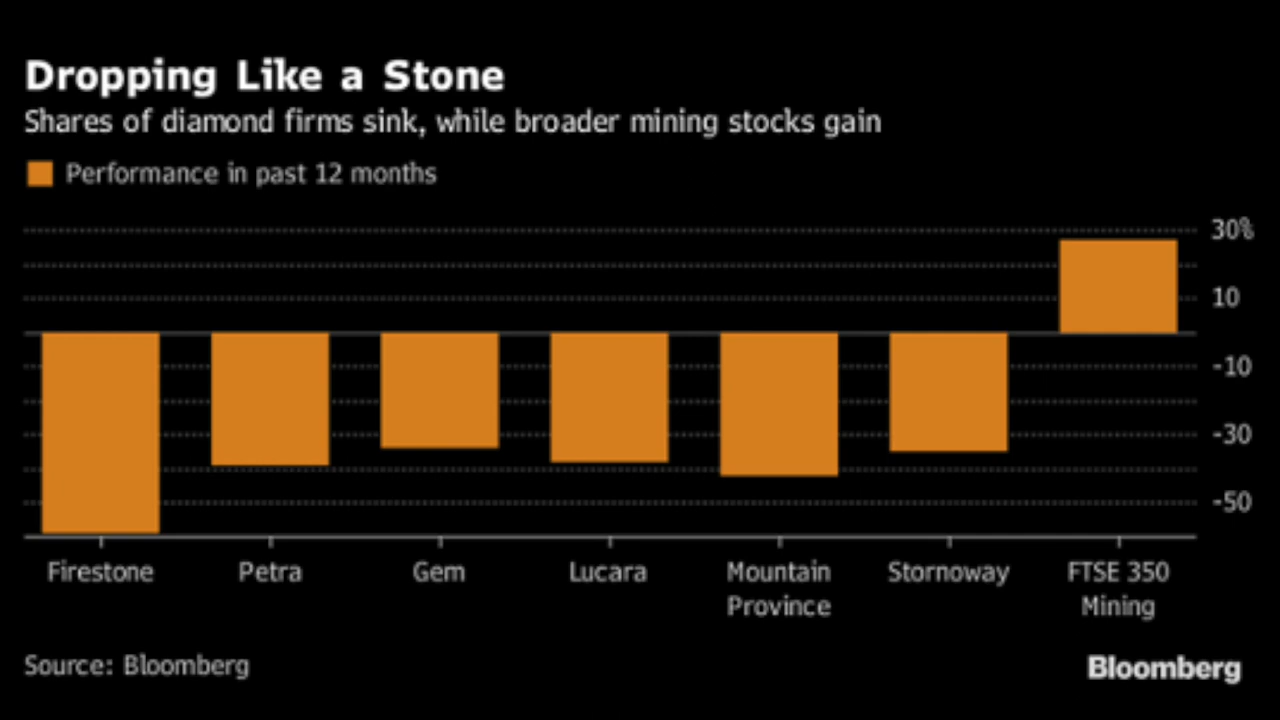 Dropping Like a Stone
Shares of diamond firms sink, while broader mining stocks gain
Performance in past 12 months
30%
10
-10
-30
-50
Firestone Petra Gem Lucara Mountain Province Stornoway FTSE 350 Mining
Source: Bloomberg
Bloomberg